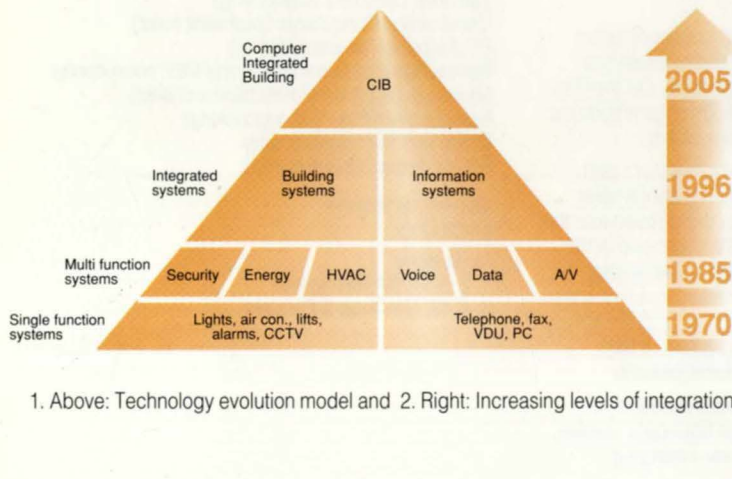 Computer
Integrated
Building
CIB
2005
Integrated
systems
Building
systems
Information
systems
1996
Multi function
systems
Security
Energy
HVAC
Voice
Data
A/V
1985
Single function
systems
Lights, air con., lifts,
alarms, CCTV
Telephone, fax,
VDU, PC
1970
1. Above: Technology evolution model and 2. Right: Increasing levels of integration